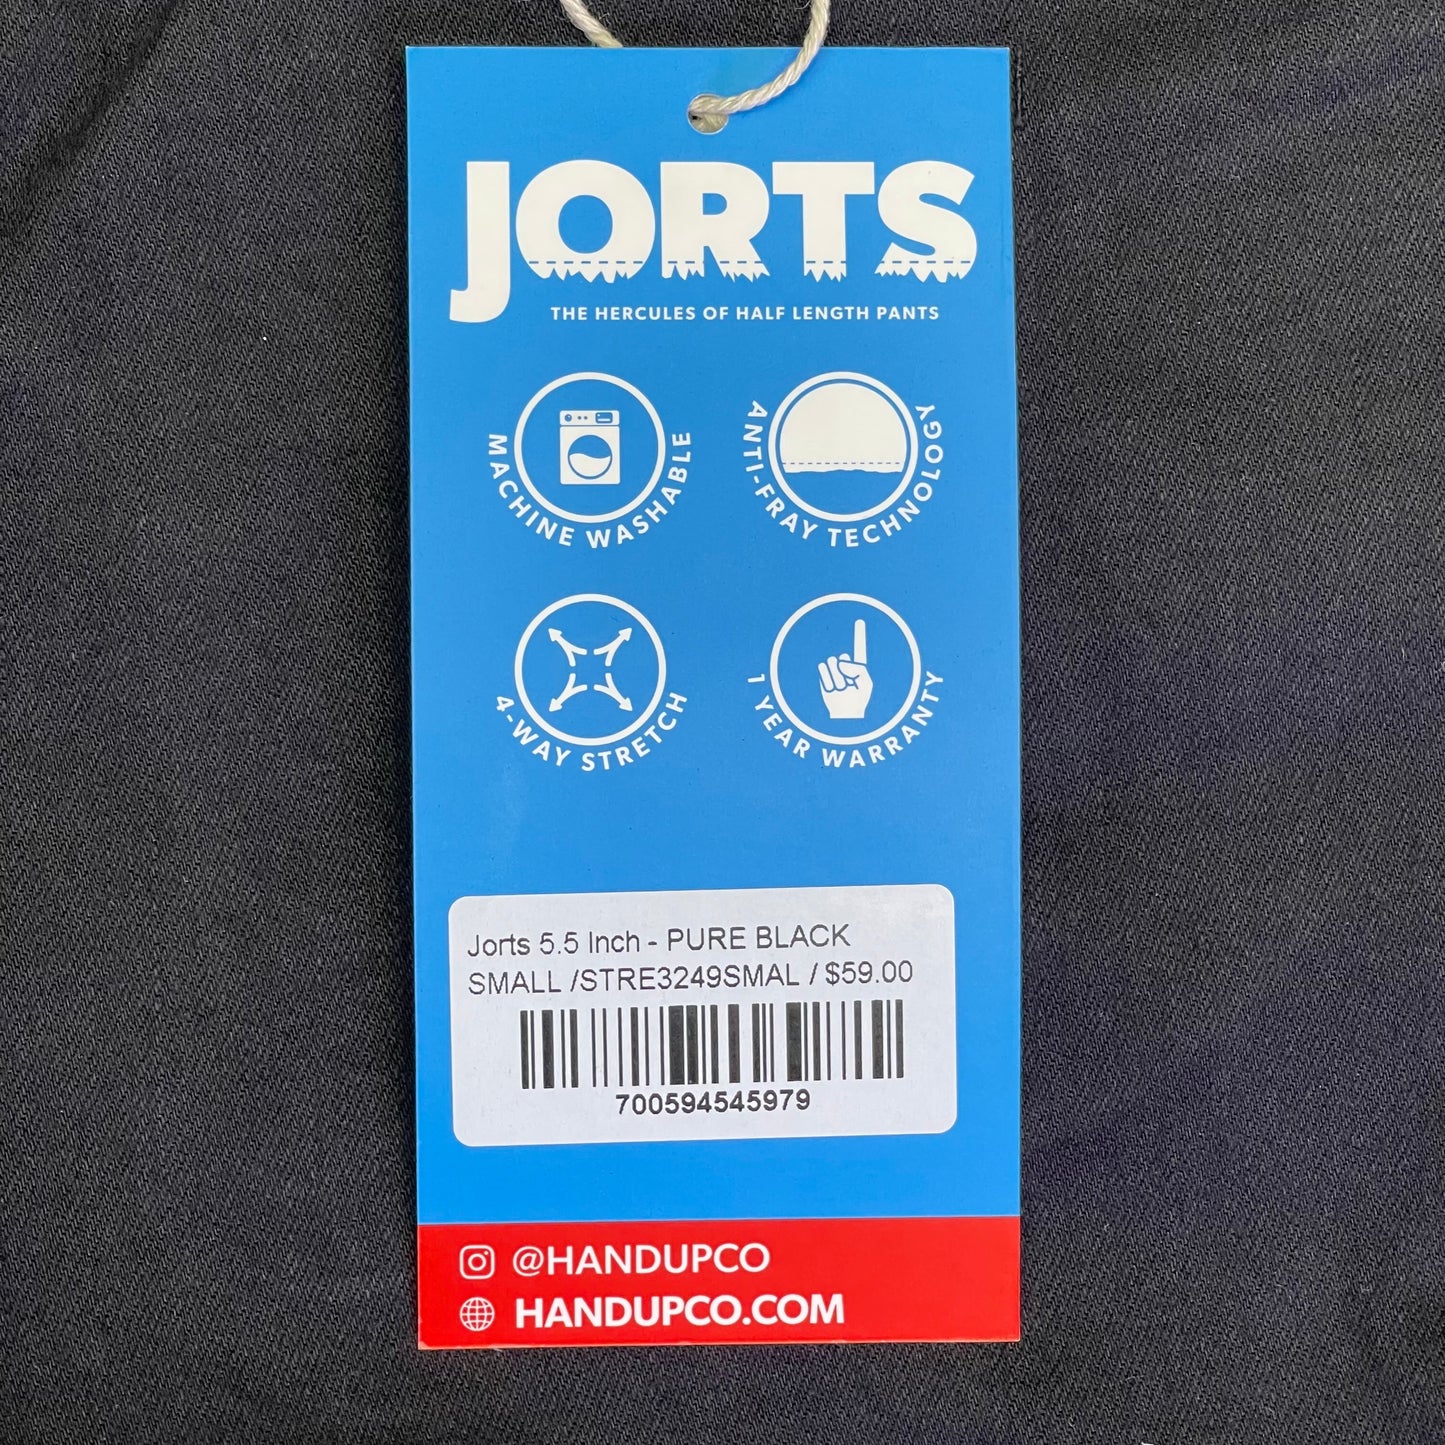 JORTS
THE HERCULES OF HALF LENGTH PANTS
MACHINE WASHABLE
ANTI-FRAY TECHNOLOGY
4-WAY STRETCH
1 YEAR WARRANTY
Jorts 5.5 Inch - PURE BLACK
SMALL /STRE3249SMAL / $59.00
700594545979
@HANDUPCO
HANDUPCO.COM